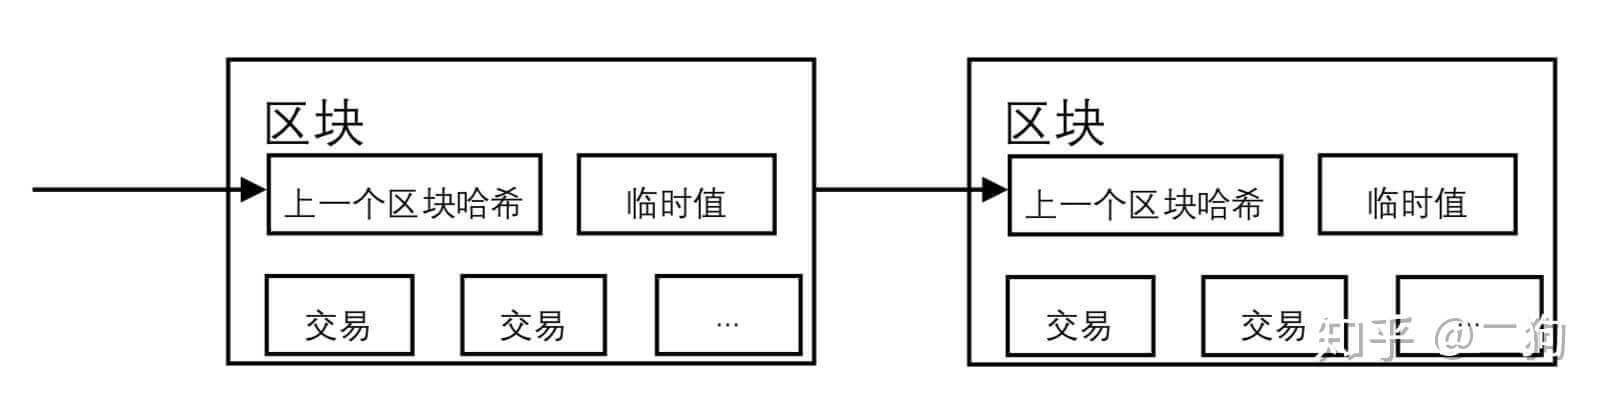 区块
上一个区块哈希
临时值
交易
交易
...
区块
上一个区块哈希
临时值
交易
交易
...
知乎 @二狗